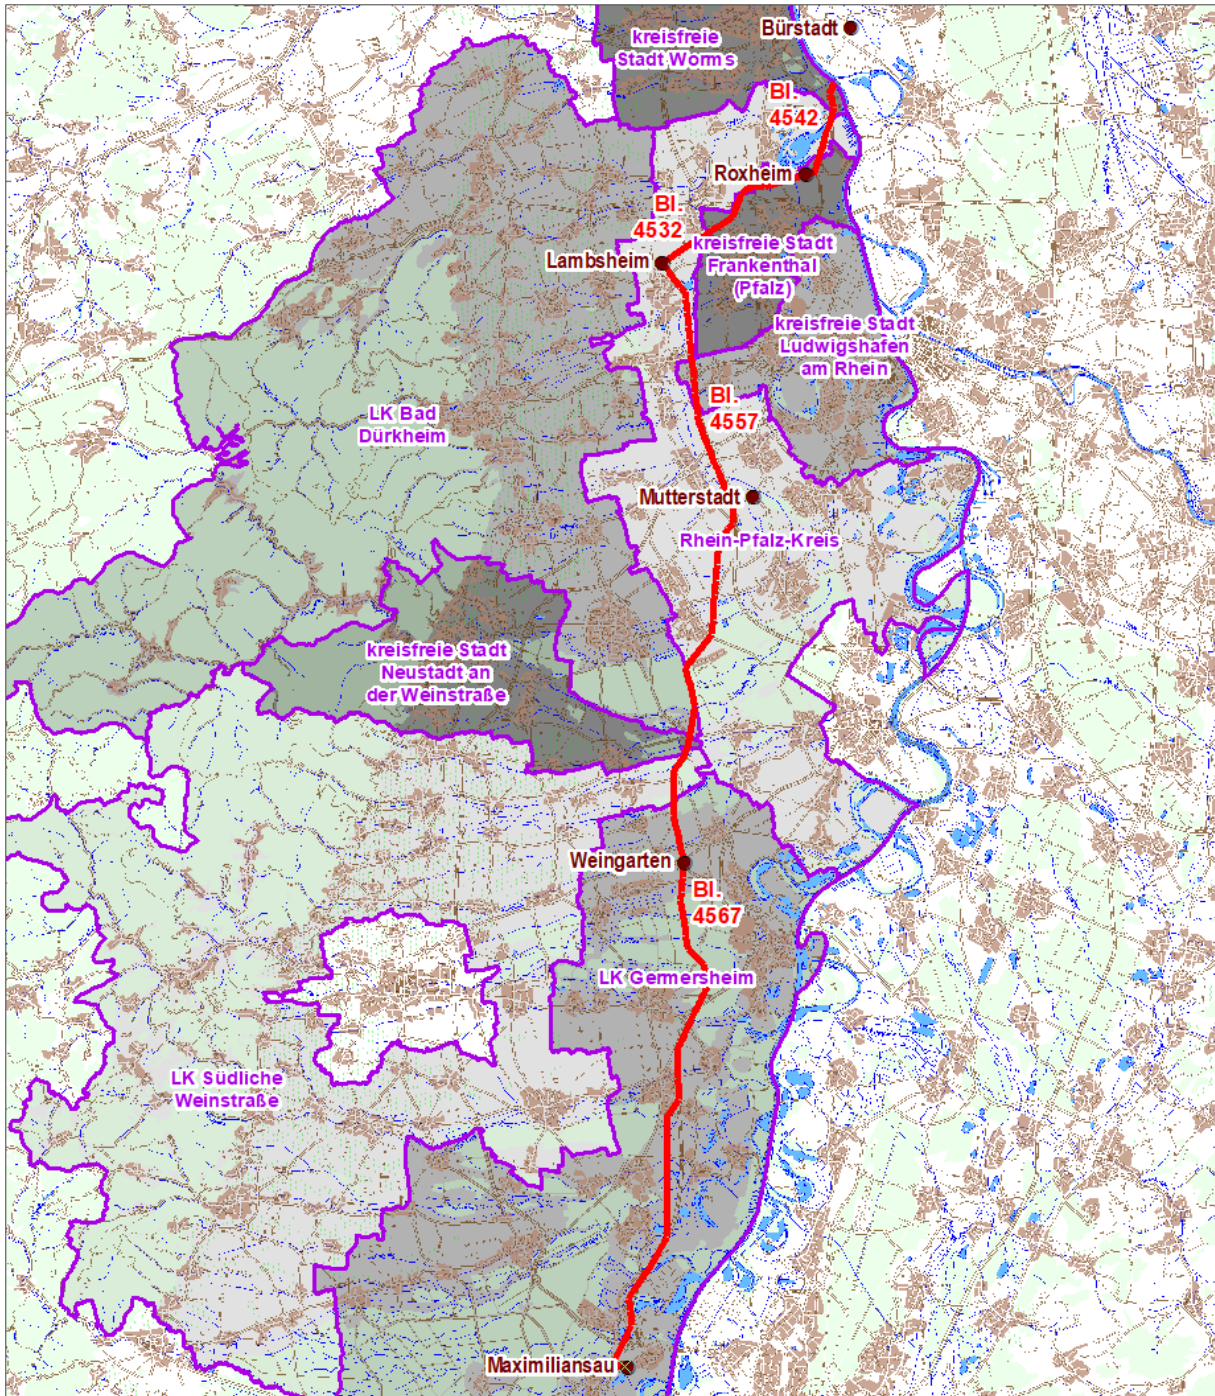 Bürstadt
kreisfreie
Stadt Worms
Bl.
4542
Roxheim
Bl.
4532
kreisfreie Stadt
Frankenthal
(Pfalz)
Lambsheim
kreisfreie Stadt
Ludwigshafen
am Rhein
Bl.
4557
LK Bad
Dürkheim
Mutterstadt
Rhein-Pfalz-Kreis
kreisfreie Stadt
Neustadt an
der Weinstraße
Weingarten
Bl.
4567
LK Germersheim
LK Südliche
Weinstraße
Maximiliansau